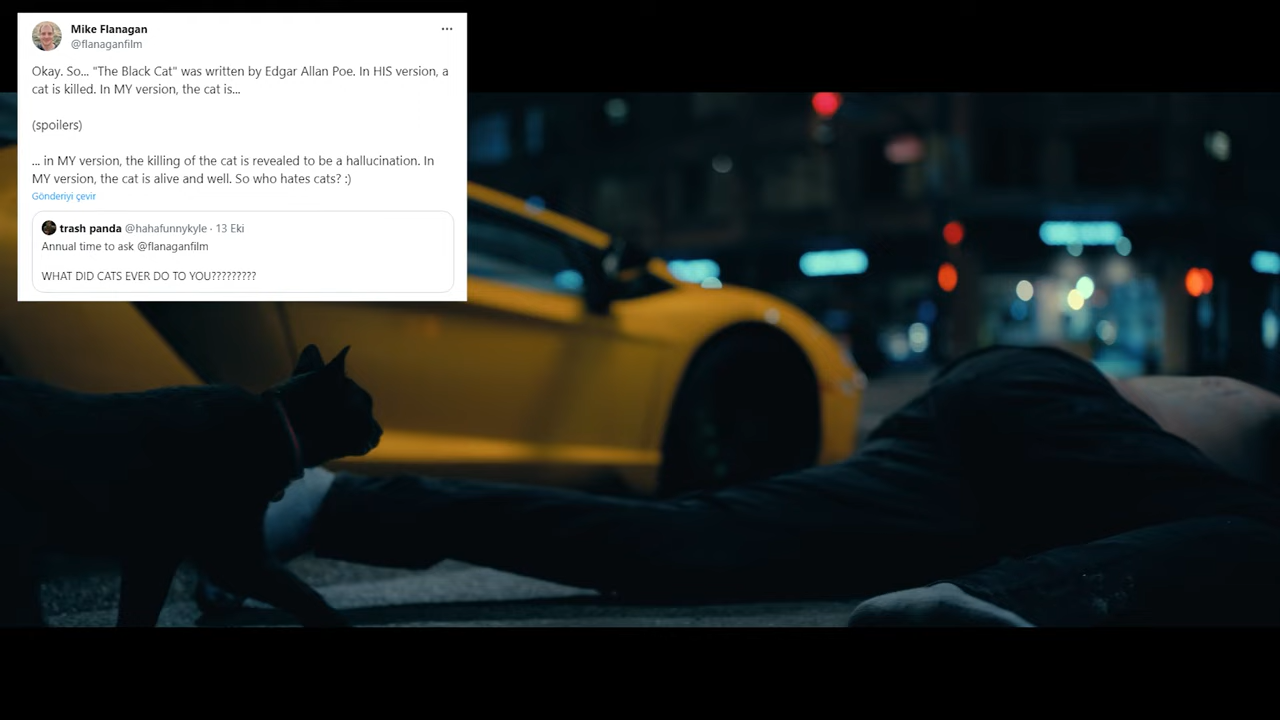 Mike Flanagan
@flanaganfilm
Okay. So... "The Black Cat" was written by Edgar Allan Poe. In HIS version, a
cat is killed. In MY version, the cat is...
(spoilers)
... in MY version, the killing of the cat is revealed to be a hallucination. In
MY version, the cat is alive and well. So who hates cats? :)
Gönderiyi çevir
trash panda @hahafunnykyle · 13 Eki
Annual time to ask @flanaganfilm
WHAT DID CATS EVER DO TO YOU?????????